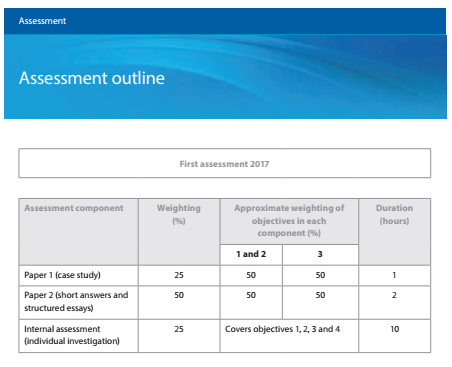 Assessment
Assessment outline
First assessment 2017
Assessment component Weighting (%) Approximate weighting of objectives in each component (%) Duration (hours)
1 and 2 3
Paper 1 (case study) 25 50 50 1
Paper 2 (short answers and structured essays) 50 50 50 2
Internal assessment (individual investigation) 25 Covers objectives 1, 2, 3 and 4 10